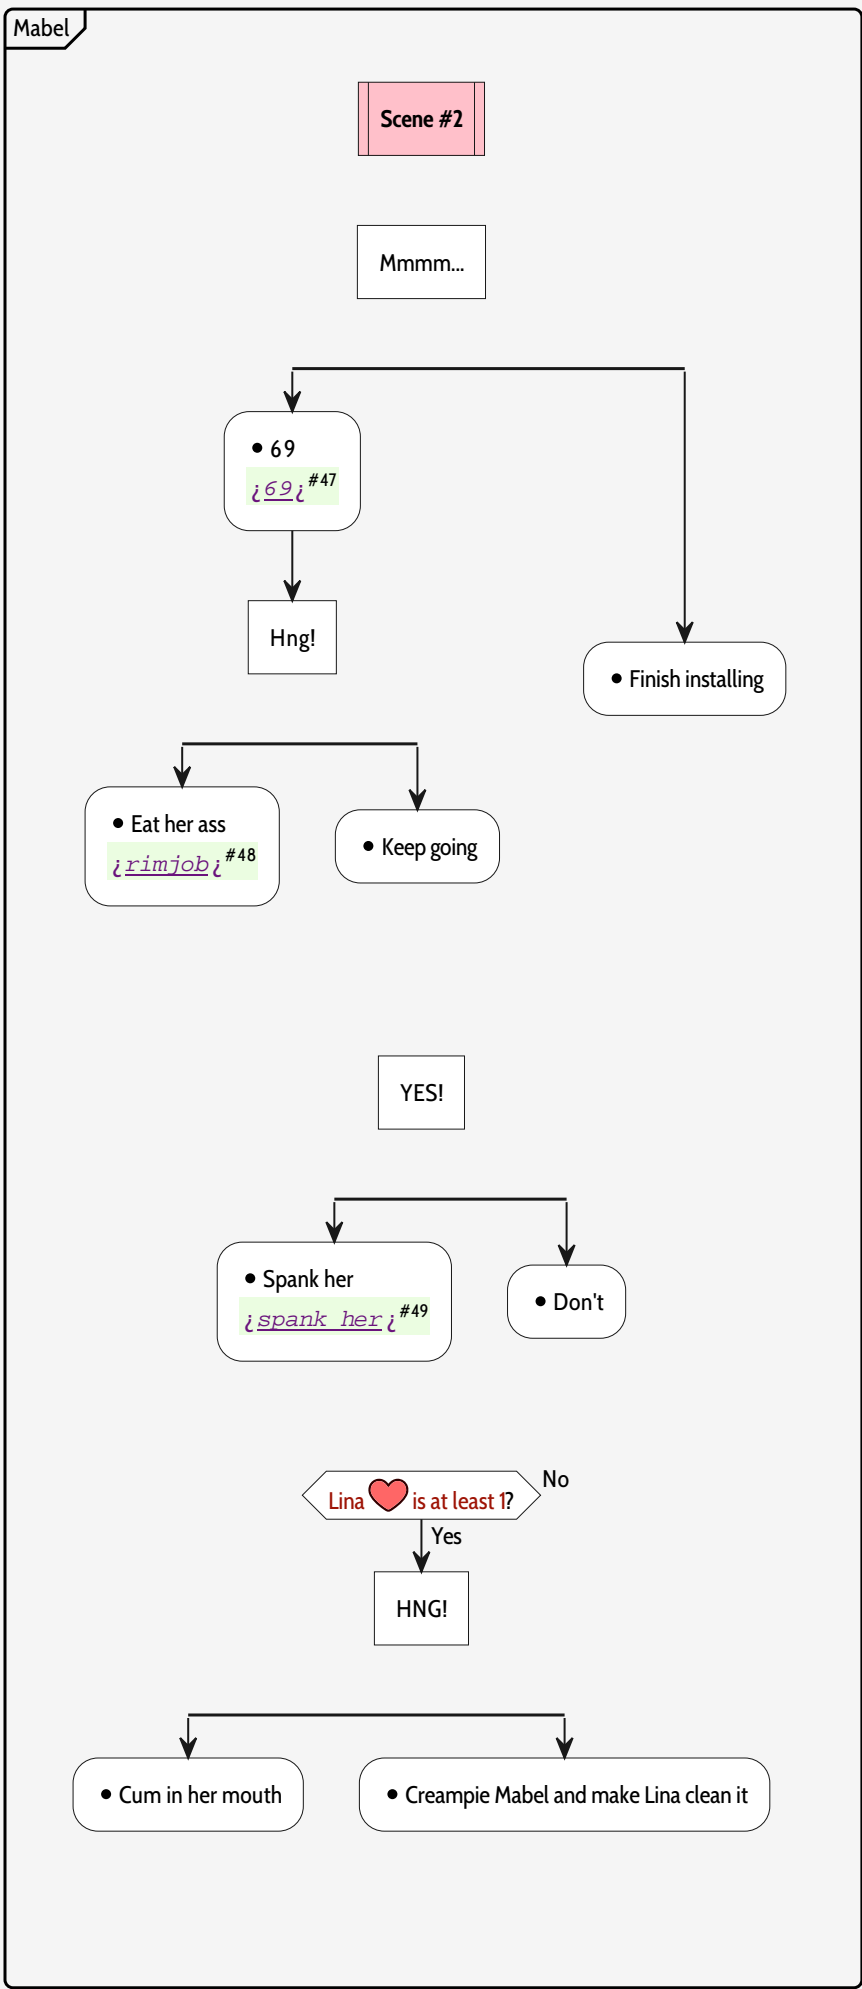 Mabel
Scene #2
Mmmm...
• 69
¿69¿#47
Hng!
• Finish installing
• Eat her ass
¿rimjob¿#48
• Keep going
YES!
• Spank her
¿spank her¿#49
• Don't
Lina ❤ is at least 1?
No
Yes
HNG!
• Cum in her mouth
• Creampie Mabel and make Lina clean it